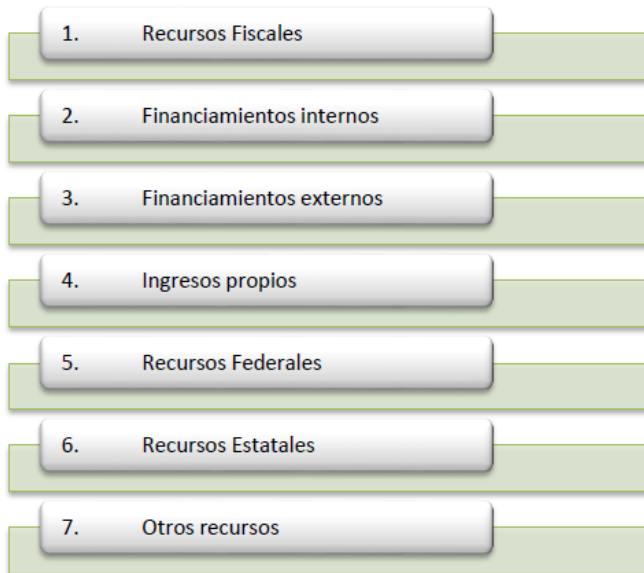 1. Recursos Fiscales
2. Financiamientos internos
3. Financiamientos externos
4. Ingresos propios
5. Recursos Federales
6. Recursos Estatales
7. Otros recursos